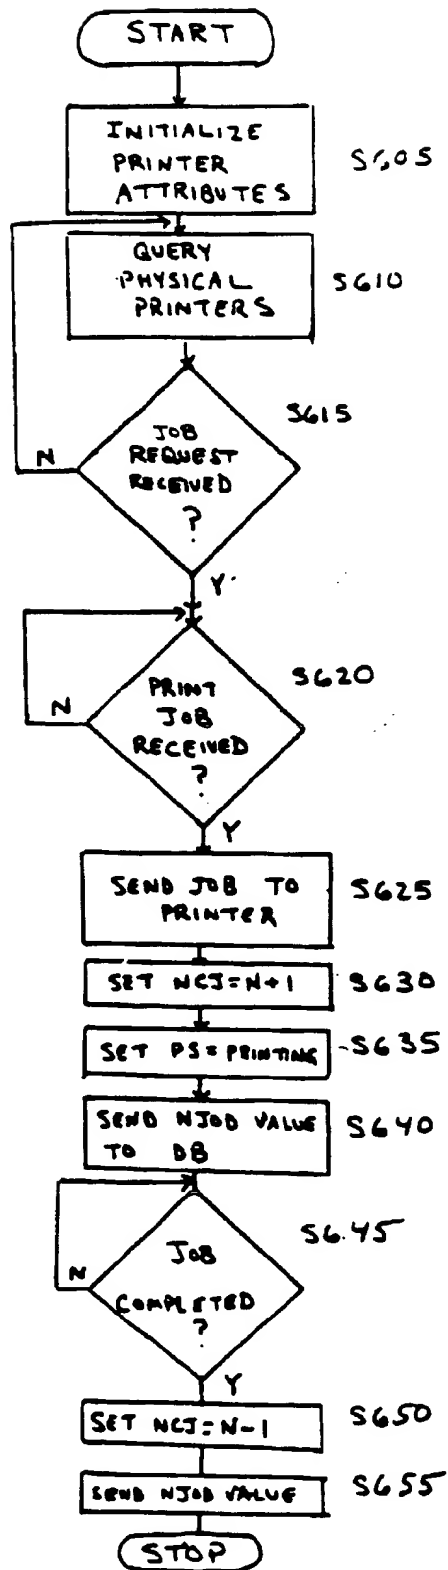 START
INITIALIZE
PRINTER
ATTRIBUTES
S605
QUERY
PHYSICAL
PRINTERS
S610
S615
JOB
REQUEST
RECEIVED
?
N
Y
S620
PRINT
JOB
RECEIVED
?
N
Y
SEND JOB TO
PRINTER
S625
SET NCJ=N+1
S630
SET PS=PRINTING
S635
SEND NJOD VALUE
TO DB
S640
S645
JOB
COMPLETED
?
N
Y
SET NCJ=N-1
S650
SEND NJOD VALUE
S655
STOP